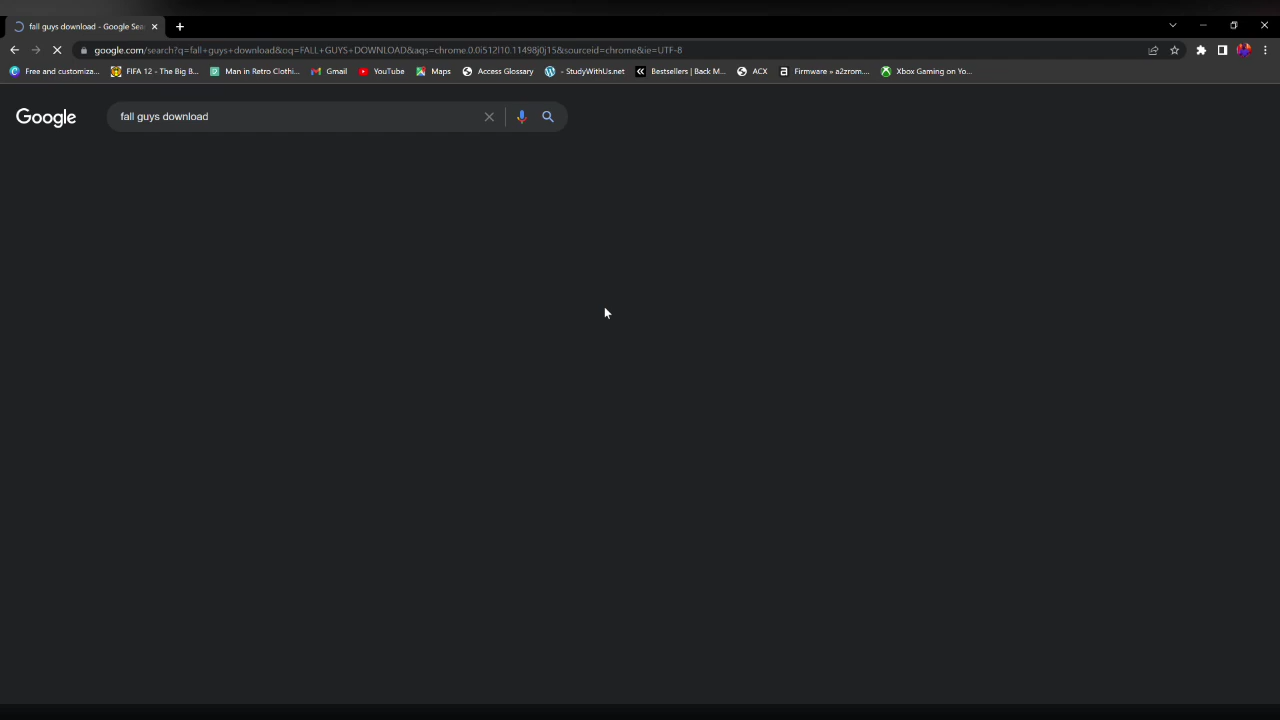 fall guys download - Google Sea
google.com/search?q=fall+guys+download&oq=FALL+GUYS+DOWNLOAD&aqs=chrome.0.0i512l10.11498j0j15&sourceid=chrome&ie=UTF-8
Free and customiza... FIFA 12 - The Big B... Man in Retro Clothi... Gmail YouTube Maps Access Glossary - StudyWithUs.net Bestsellers | Back M... ACX Firmware » a2zrom.... Xbox Gaming on Yo...
Google fall guys download